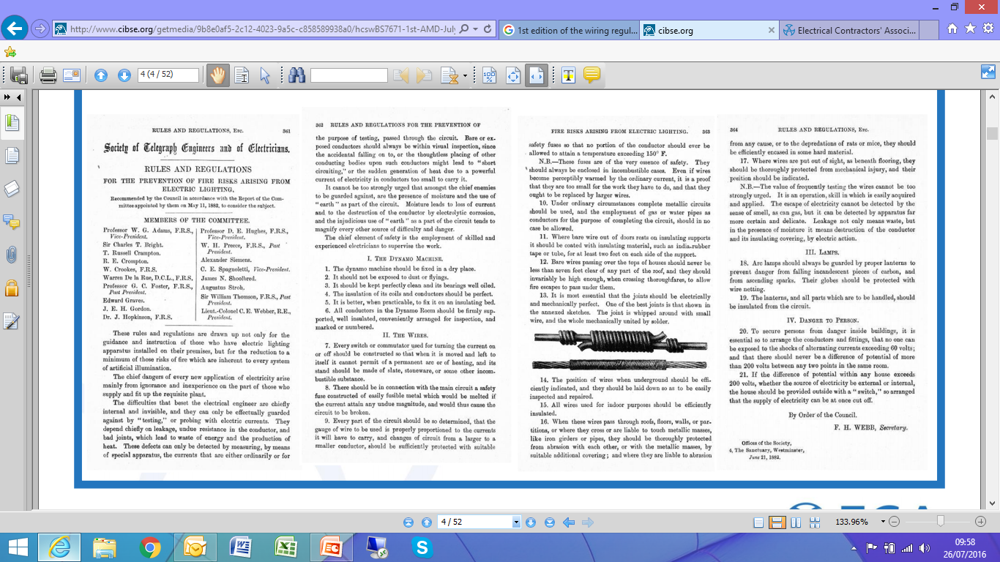 http://www.cibse.org/getmedia/9b8e0af5-2c12-4023-9a5c-c858589938a0/hcswBS7671-1st-AMD-July
1st edition of the wiring regul...
cibse.org
Electrical Contractors' Associ...
4 (4 / 52)
RULES AND REGULATIONS, Etc. 361
Society of Telegraph Engineers and of Electricians.
RULES AND REGULATIONS
FOR THE PREVENTION OF FIRE RISKS ARISING FROM
ELECTRIC LIGHTING.
Recommended by the Council in accordance with the Report of the Com-
mittee appointed by them on May 11, 1882, to consider the subject.
MEMBERS OF THE COMMITTEE.
Professor W. G. Adams, F.R.S.,
Vice-President.
Sir Charles T. Bright.
T. Russell Crampton.
R. E. Crompton.
W. Crookes, F.R.S.
Warren De la Rue, D.C.L., F.R.S.
Professor G. C. Foster, F.R.S.,
Past President.
Edward Graves.
J. E. H. Gordon.
Dr. J. Hopkinson, F.R.S.
Professor D. E. Hughes, F.R.S.,
Vice-President.
W. H. Preece, F.R.S., Past
President.
Alexander Siemens.
C. E. Spagnoletti, Vice-President.
James N. Shoolbred.
Augustus Stroh.
Sir William Thomson, F.R.S., Past
President.
Lieut.-Colonel C. E. Webber, R.E.,
President.
These rules and regulations are drawn up not only for the
guidance and instruction of those who have electric lighting
apparatus installed on their premises, but for the reduction to a
minimum of those risks of fire which are inherent to every system
of artificial illumination.
The chief dangers of every new application of electricity arise
mainly from ignorance and inexperience on the part of those who
supply and fit up the requisite plant.
The difficulties that beset the electrical engineer are chiefly
internal and invisible, and they can only be effectually guarded
against by "testing," or probing with electric currents. They
depend chiefly on leakage, undue resistance in the conductor, and
bad joints, which lead to waste of energy and the production of
heat. These defects can only be detected by measuring, by means
of special apparatus, the currents that are either ordinarily or for
362 RULES AND REGULATIONS FOR THE PREVENTION OF
the purpose of testing, passed through the circuit. Bare or ex-
posed conductors should always be within visual inspection, since
the accidental falling on to, or the thoughtless placing of other
conducting bodies upon such conductors might lead to "short
circuiting," or the sudden generation of heat due to a powerful
current of electricity in conductors too small to carry it.
It cannot be too strongly urged that amongst the chief enemies
to be guarded against, are the presence of moisture and the use of
"earth" as part of the circuit. Moisture leads to loss of current
and to the destruction of the conductor by electrolytic corrosion,
and the injudicious use of "earth" as a part of the circuit tends to
magnify every other source of difficulty and danger.
The chief element of safety is the employment of skilled and
experienced electricians to supervise the work.
I. THE DYNAMO MACHINE.
1. The dynamo machine should be fixed in a dry place.
2. It should not be exposed to dust or flyings.
3. It should be kept perfectly clean and its bearings well oiled.
4. The insulation of its coils and conductors should be perfect.
5. It is better, when practicable, to fix it on an insulating bed.
6. All conductors in the Dynamo Room should be firmly sup-
ported, well insulated, conveniently arranged for inspection, and
marked or numbered.
II. THE WIRES.
7. Every switch or commutator used for turning the current on
or off should be constructed so that when it is moved and left to
itself it cannot permit of a permanent arc or of heating, and its
stand should be made of slate, stoneware, or some other incom-
bustible substance.
8. There should be in connection with the main circuit a safety
fuse constructed of easily fusible metal which would be melted if
the current attain any undue magnitude, and would thus cause the
circuit to be broken.
9. Every part of the circuit should be so determined, that the
gauge of wire to be used is properly proportioned to the currents
it will have to carry, and changes of circuit from a larger to a
smaller conductor, should be sufficiently protected with suitable
FIRE RISKS ARISING FROM ELECTRIC LIGHTING. 363
safety fuses so that no portion of the conductor should ever be
allowed to attain a temperature exceeding 150° F.
N.B.—These fuses are of the very essence of safety. They
should always be enclosed in incombustible cases. Even if wires
become perceptibly warmed by the ordinary current, it is a proof
that they are too small for the work they have to do, and that they
ought to be replaced by larger wires.
10. Under ordinary circumstances complete metallic circuits
should be used, and the employment of gas or water pipes as
conductors for the purpose of completing the circuit, should in no
case be allowed.
11. Where bare wire out of doors rests on insulating supports
it should be coated with insulating material, such as india-rubber
tape or tube, for at least two feet on each side of the support.
12. Bare wires passing over the tops of houses should never be
less than seven feet clear of any part of the roof, and they should
invariably be high enough, when crossing thoroughfares, to allow
fire escapes to pass under them.
13. It is most essential that the joints should be electrically
and mechanically perfect. One of the best joints is that shown in
the annexed sketches. The joint is whipped around with small
wire, and the whole mechanically united by solder.
14. The position of wires when underground should be effi-
ciently indicated, and they should be laid down so as to be easily
inspected and repaired.
15. All wires used for indoor purposes should be efficiently
insulated.
16. When these wires pass through roofs, floors, walls, or par-
titions, or where they cross or are liable to touch metallic masses,
like iron girders or pipes, they should be thoroughly protected
from abrasion with each other, or with the metallic masses, by
suitable additional covering; and where they are liable to abrasion
364 RULES AND REGULATIONS, Etc.
from any cause, or to the depredations of rats or mice, they should
be efficiently encased in some hard material.
17. Where wires are put out of sight, as beneath flooring, they
should be thoroughly protected from mechanical injury, and their
position should be indicated.
N.B.—The value of frequently testing the wires cannot be too
strongly urged. It is an operation, skill in which is easily acquired
and applied. The escape of electricity cannot be detected by the
sense of smell, as can gas, but it can be detected by apparatus far
more certain and delicate. Leakage not only means waste, but
in the presence of moisture it means destruction of the conductor
and its insulating covering, by electric action.
III. LAMPS.
18. Arc lamps should always be guarded by proper lanterns to
prevent danger from falling incandescent pieces of carbon, and
from ascending sparks. Their globes should be protected with
wire netting.
19. The lanterns, and all parts which are to be handled, should
be insulated from the circuit.
IV. DANGER TO PERSON.
20. To secure persons from danger inside buildings, it is
essential so to arrange the conductors and fittings, that no one can
be exposed to the shocks of alternating currents exceeding 60 volts;
and that there should never be a difference of potential of more
than 200 volts between any two points in the same room.
21. If the difference of potential within any house exceeds
200 volts, whether the source of electricity be external or internal,
the house should be provided outside with a "switch," so arranged
that the supply of electricity can be at once cut off.
By Order of the Council.
F. H. WEBB, Secretary.
Offices of the Society,
4, The Sanctuary, Westminster,
June 21, 1882.
4 / 52
133.96%
09:58
26/07/2016